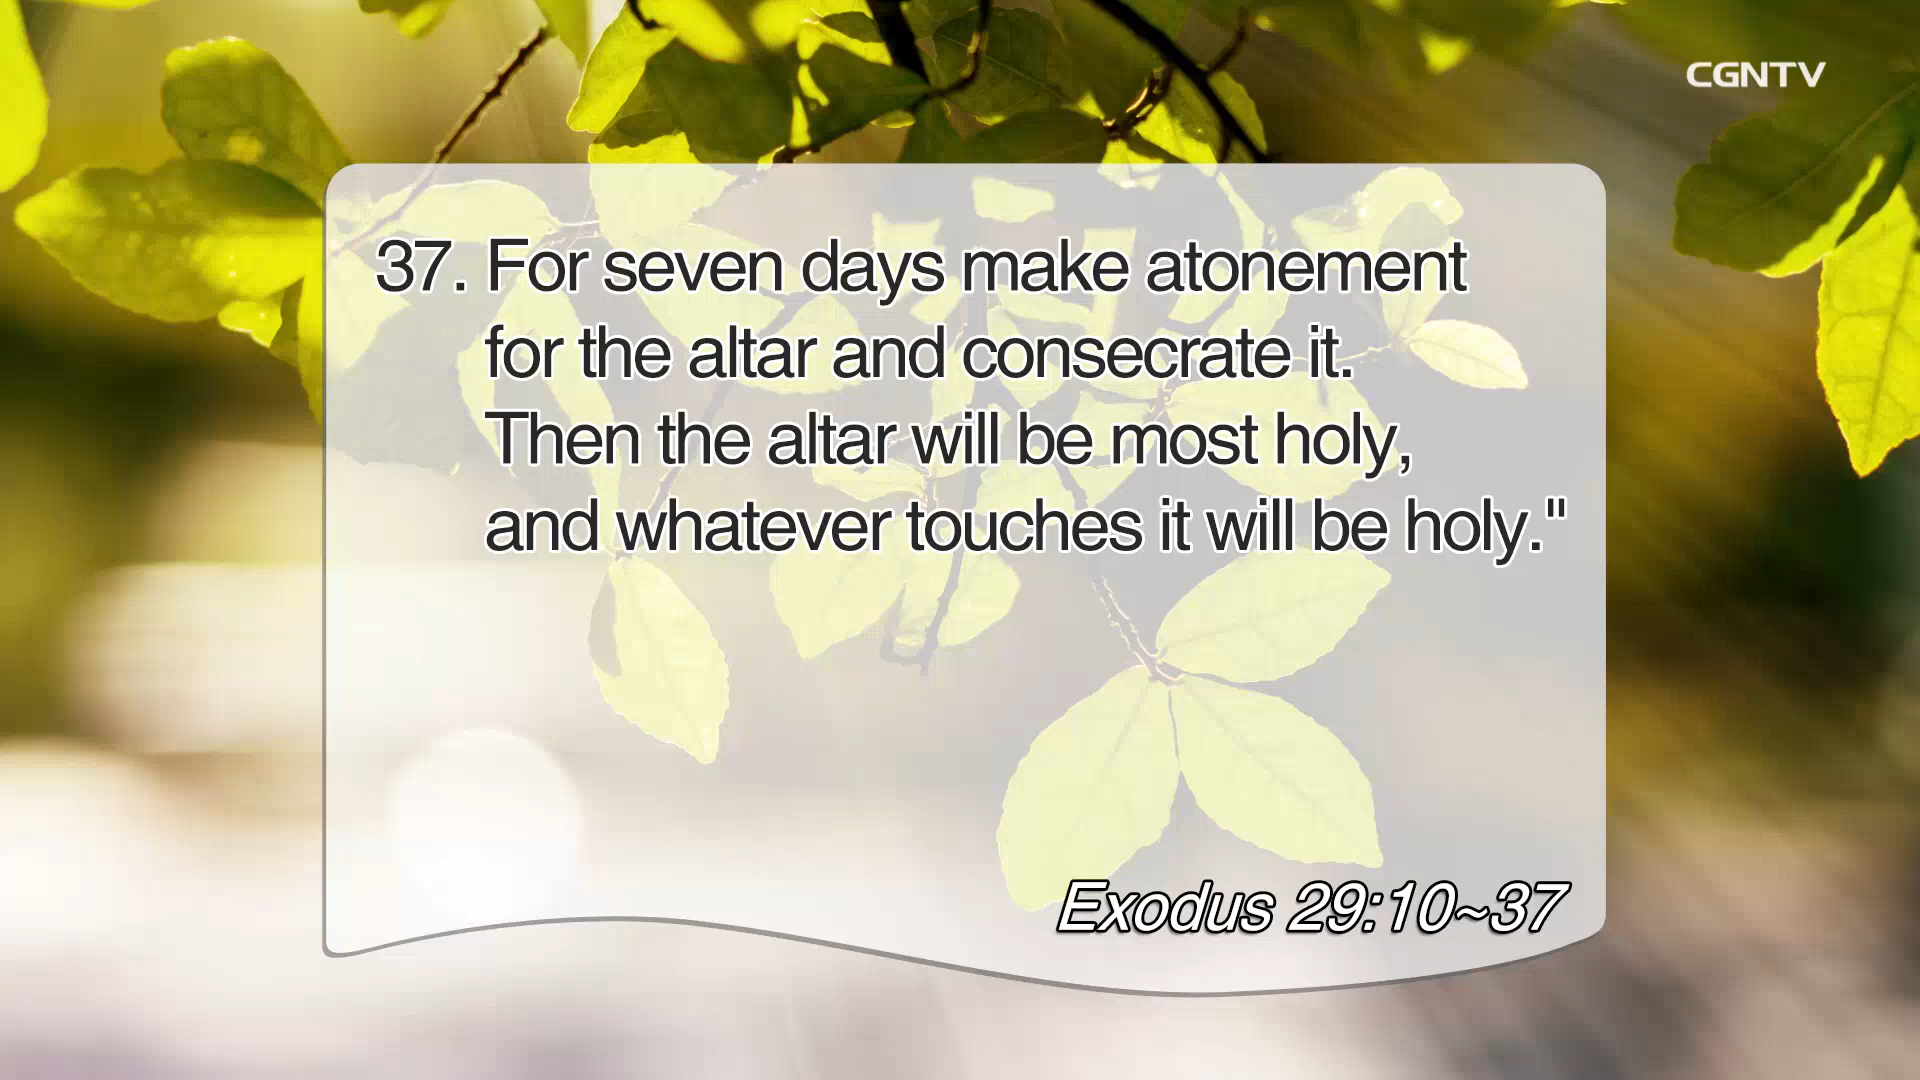 CGNTV
37. For seven days make atonement
for the altar and consecrate it.
Then the altar will be most holy,
and whatever touches it will be holy."
Exodus 29:10~37